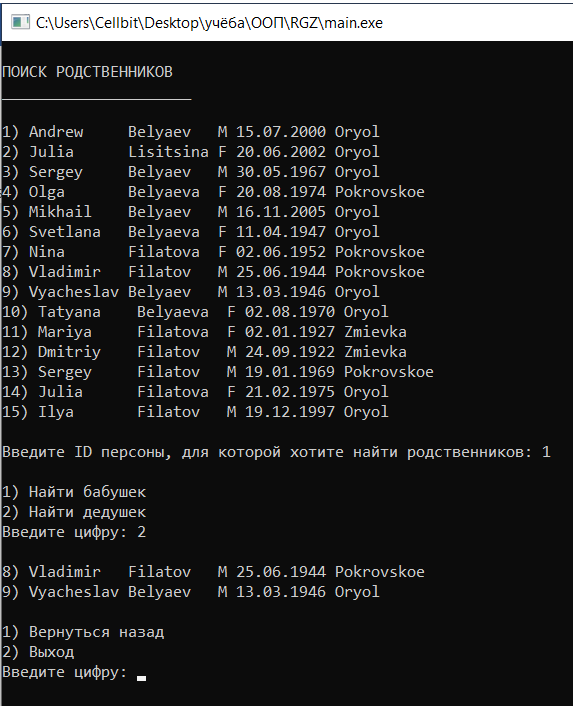 C:\Users\Cellbit\Desktop\учёба\ООП\RGZ\main.exe
ПОИСК РОДСТВЕННИКОВ
_____________________
1) Andrew     Belyaev   M 15.07.2000 Oryol
2) Julia      Lisitsina F 20.06.2002 Oryol
3) Sergey     Belyaev   M 30.05.1967 Oryol
4) Olga       Belyaeva  F 20.08.1974 Pokrovskoe
5) Mikhail    Belyaev   M 16.11.2005 Oryol
6) Svetlana   Belyaeva  F 11.04.1947 Oryol
7) Nina       Filatova  F 02.06.1952 Pokrovskoe
8) Vladimir   Filatov   M 25.06.1944 Pokrovskoe
9) Vyacheslav Belyaev   M 13.03.1946 Oryol
10) Tatyana    Belyaeva  F 02.08.1970 Oryol
11) Mariya     Filatova  F 02.01.1927 Zmievka
12) Dmitriy    Filatov   M 24.09.1922 Zmievka
13) Sergey     Filatov   M 19.01.1969 Pokrovskoe
14) Julia      Filatova  F 21.02.1975 Oryol
15) Ilya       Filatov   M 19.12.1997 Oryol
Введите ID персоны, для которой хотите найти родственников: 1
1) Найти бабушек
2) Найти дедушек
Введите цифру: 2
8) Vladimir   Filatov   M 25.06.1944 Pokrovskoe
9) Vyacheslav Belyaev   M 13.03.1946 Oryol
1) Вернуться назад
2) Выход
Введите цифру: